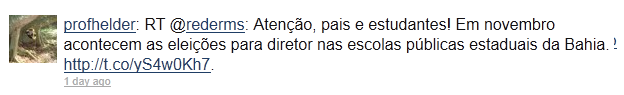 profhelder: RT @rederms: Atenção, pais e estudantes! Em novembro
acontecem as eleições para diretor nas escolas públicas estaduais da Bahia.
http://t.co/yS4w0Kh7.
1 day ago